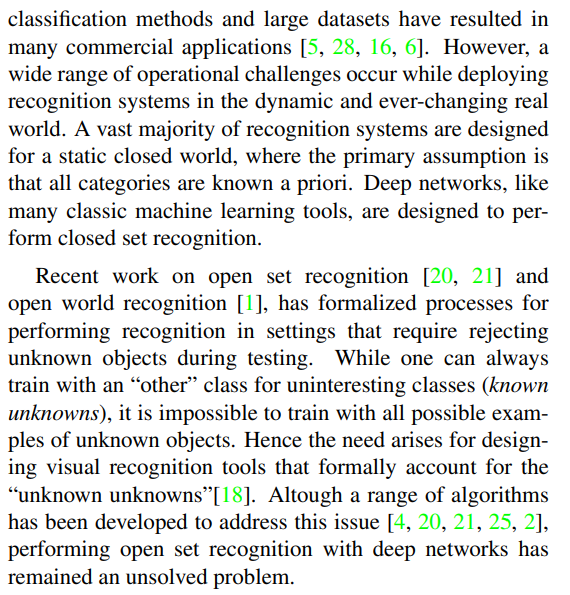 classification methods and large datasets have resulted in
many commercial applications [5, 28, 16, 6]. However, a
wide range of operational challenges occur while deploying
recognition systems in the dynamic and ever-changing real
world. A vast majority of recognition systems are designed
for a static closed world, where the primary assumption is
that all categories are known a priori. Deep networks, like
many classic machine learning tools, are designed to per-
form closed set recognition.
Recent work on open set recognition [20, 21] and
open world recognition [1], has formalized processes for
performing recognition in settings that require rejecting
unknown objects during testing. While one can always
train with an “other” class for uninteresting classes (known
unknowns), it is impossible to train with all possible exam-
ples of unknown objects. Hence the need arises for design-
ing visual recognition tools that formally account for the
“unknown unknowns”[18]. Altough a range of algorithms
has been developed to address this issue [4, 20, 21, 25, 2],
performing open set recognition with deep networks has
remained an unsolved problem.